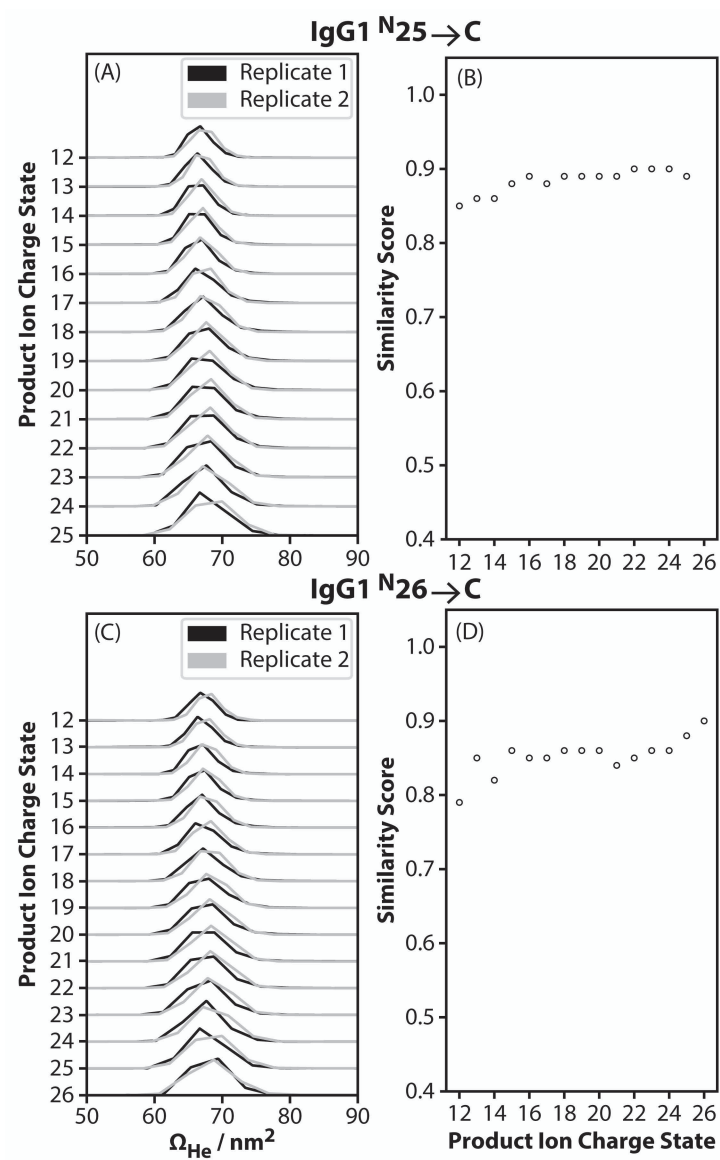 IgG1 N25→C
(A)
Replicate 1
Replicate 2
Product Ion Charge State
12
13
14
15
16
17
18
19
20
21
22
23
24
25
50 60 70 80 90
(B)
Similarity Score
1.0
0.9
0.8
0.7
0.6
0.5
0.4
12 14 16 18 20 22 24 26
IgG1 N26→C
(C)
Replicate 1
Replicate 2
Product Ion Charge State
12
13
14
15
16
17
18
19
20
21
22
23
24
25
26
50 60 70 80 90
ΩHe / nm²
(D)
Similarity Score
1.0
0.9
0.8
0.7
0.6
0.5
0.4
12 14 16 18 20 22 24 26
Product Ion Charge State